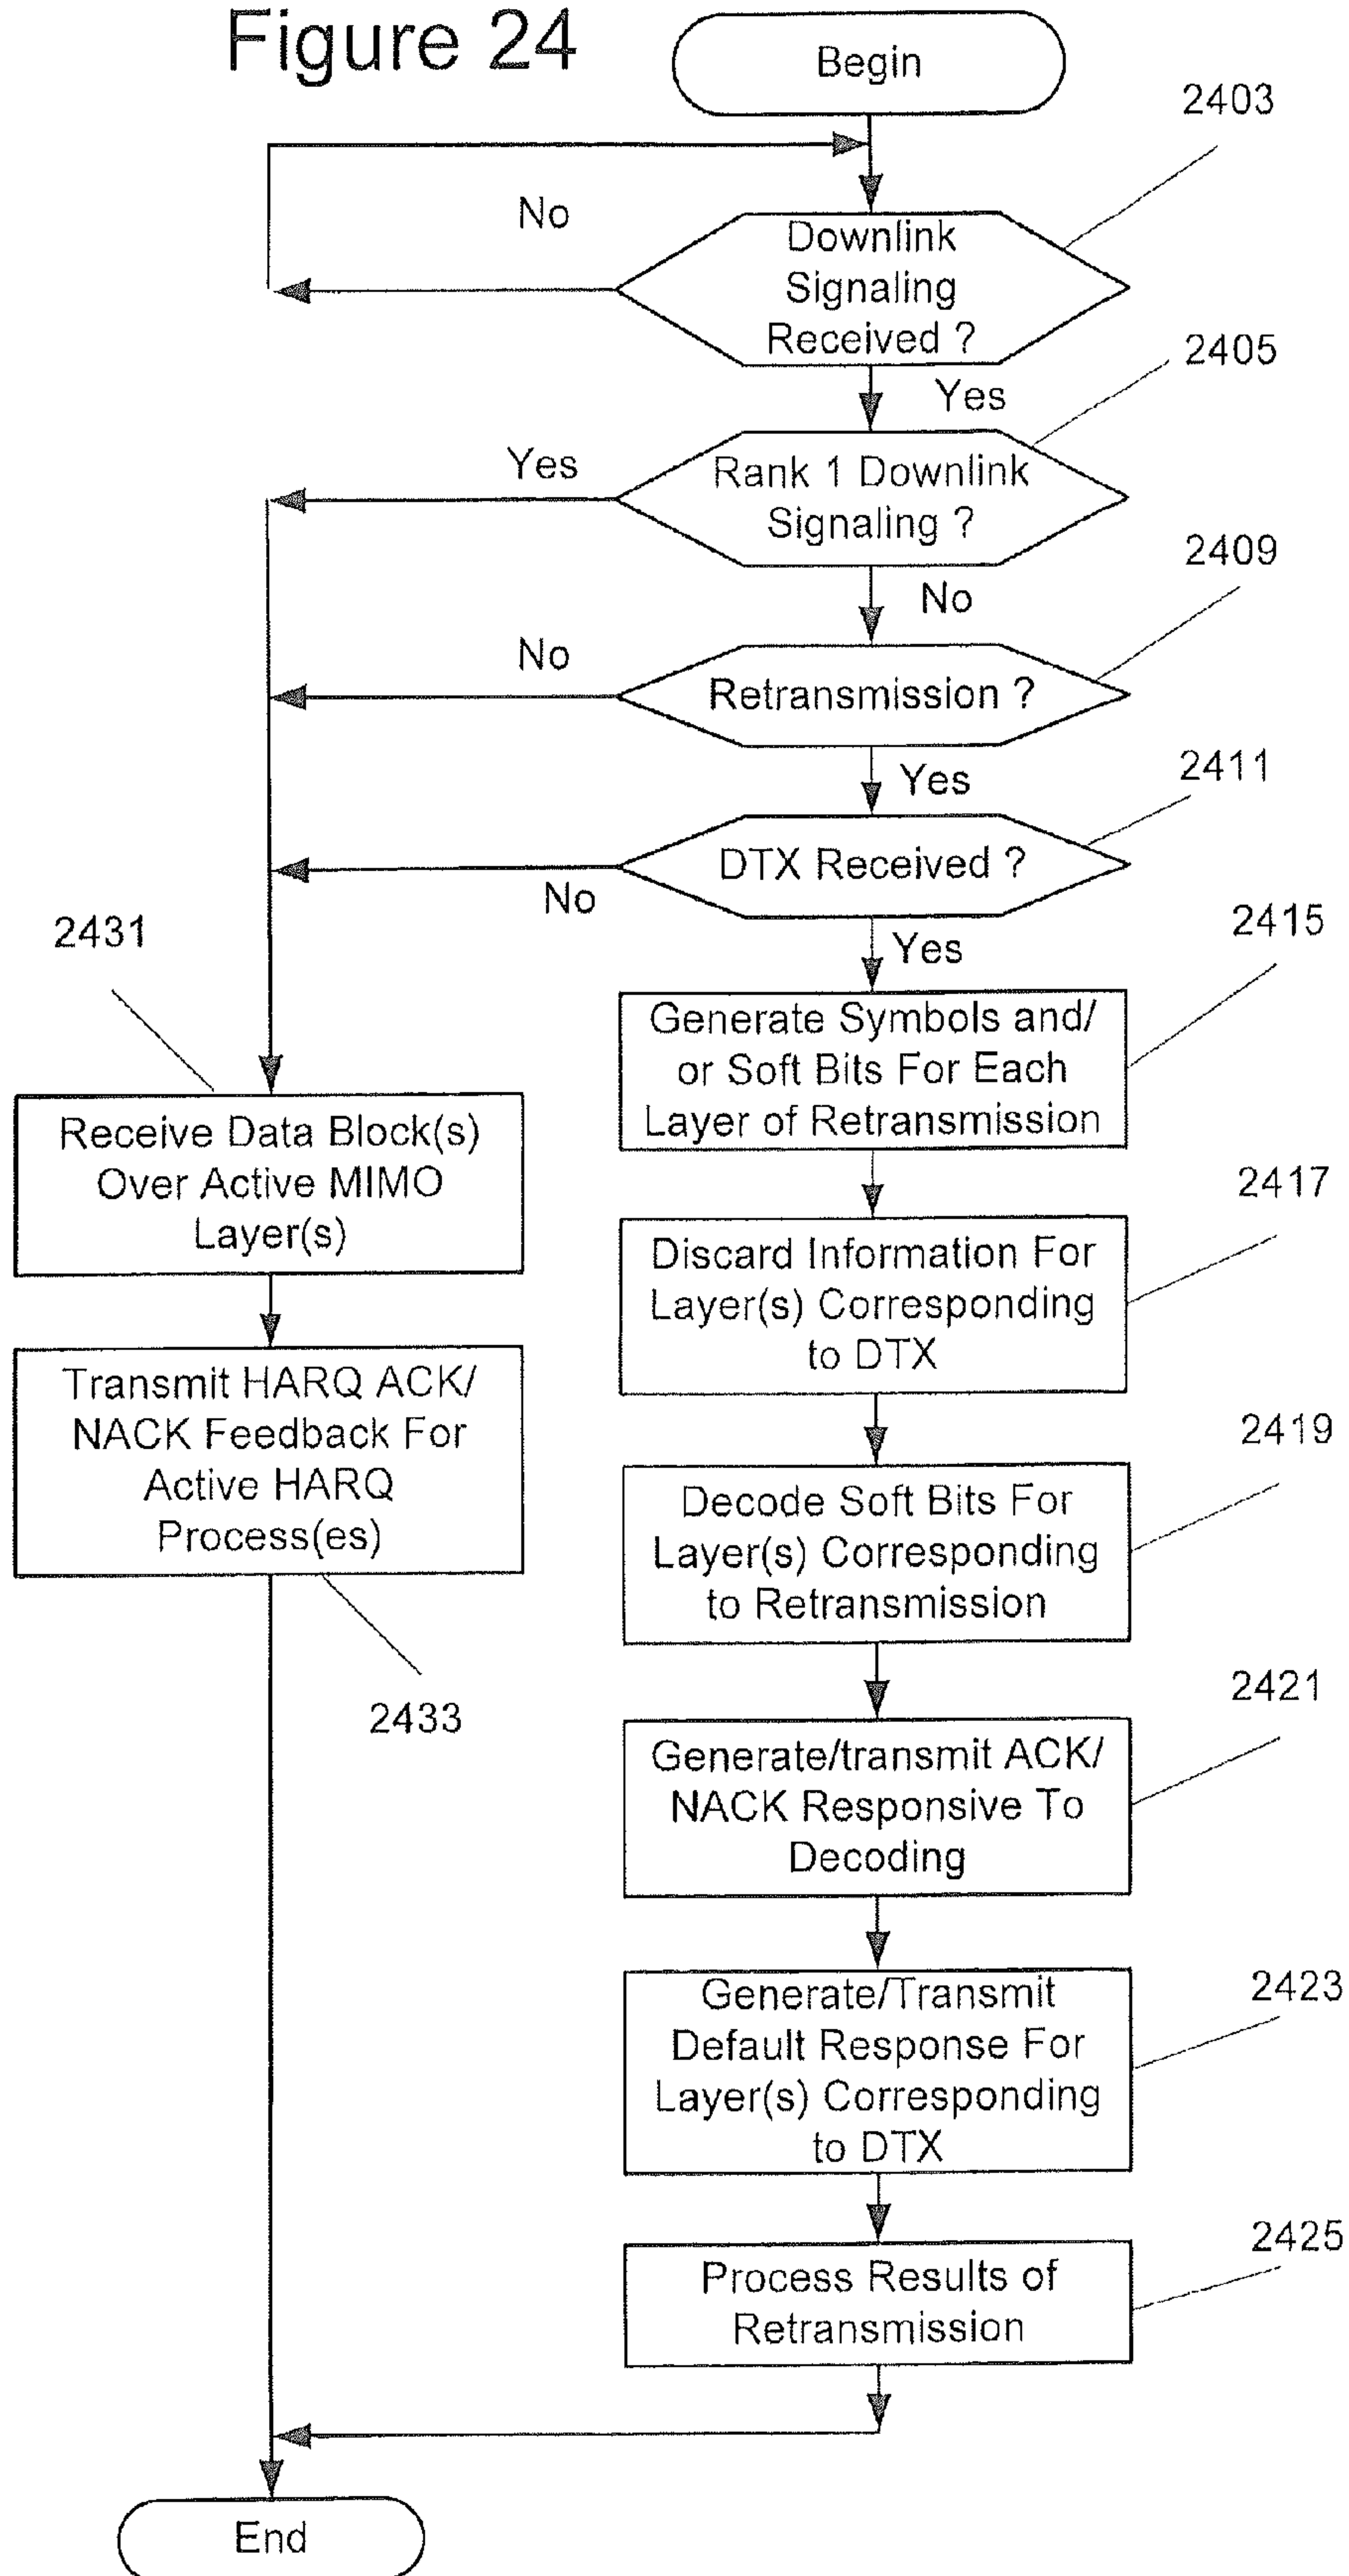 Figure 24
Begin
2403
No
Downlink
Signaling
Received ?
2405
Yes
Yes
Rank 1 Downlink
Signaling ?
2409
No
No
Retransmission ?
2411
Yes
DTX Received ?
No
2415
2431
Yes
Generate Symbols and/
or Soft Bits For Each
Layer of Retransmission
Receive Data Block(s)
Over Active MIMO
Layer(s)
2417
Discard Information For
Layer(s) Corresponding
to DTX
Transmit HARQ ACK/
NACK Feedback For
Active HARQ
Process(es)
2419
Decode Soft Bits For
Layer(s) Corresponding
to Retransmission
2433
2421
Generate/transmit ACK/
NACK Responsive To
Decoding
2423
Generate/Transmit
Default Response For
Layer(s) Corresponding
to DTX
2425
Process Results of
Retransmission
End